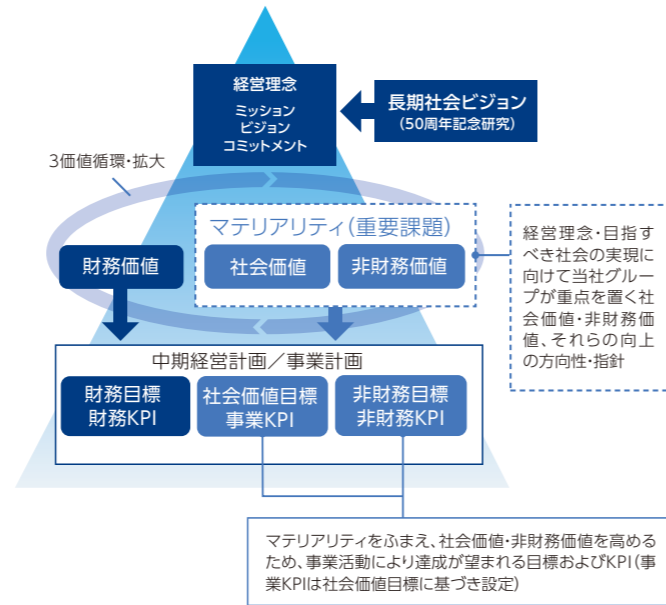 経営理念
ミッション
ビジョン
コミットメント
長期社会ビジョン
(50周年記念研究)
3価値循環・拡大
マテリアリティ(重要課題)
財務価値
社会価値
非財務価値
経営理念・目指す
べき社会の実現に
向けて当社グルー
プが重点を置く社
会価値・非財務価
値、それらの向上
の方向性・指針
中期経営計画／事業計画
財務目標
財務KPI
社会価値目標
事業KPI
非財務目標
非財務KPI
マテリアリティをふまえ、社会価値・非財務価値を高める
ため、事業活動により達成が望まれる目標およびKPI(事
業KPIは社会価値目標に基づき設定)